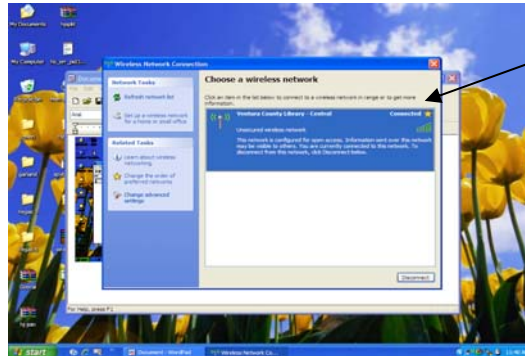 My Documents
My Computer
Wireless Network Connection
Network Tasks
Refresh network list
Set up a wireless network
for a home or small office
Related Tasks
Learn about wireless
networking
Change the order of
preferred networks
Change advanced
settings
Choose a wireless network
Click an item in the list below to connect to a wireless network in range or to get more
information.
Ventura County Library - Central
Connected
Unsecured wireless network
This network is configured for open access. Information sent over this network
may be visible to others. You are currently connected to this network. To
disconnect from this network, click Disconnect below.
Disconnect
For Help, press F1
start
Document - WordPad
Wireless Network Co...